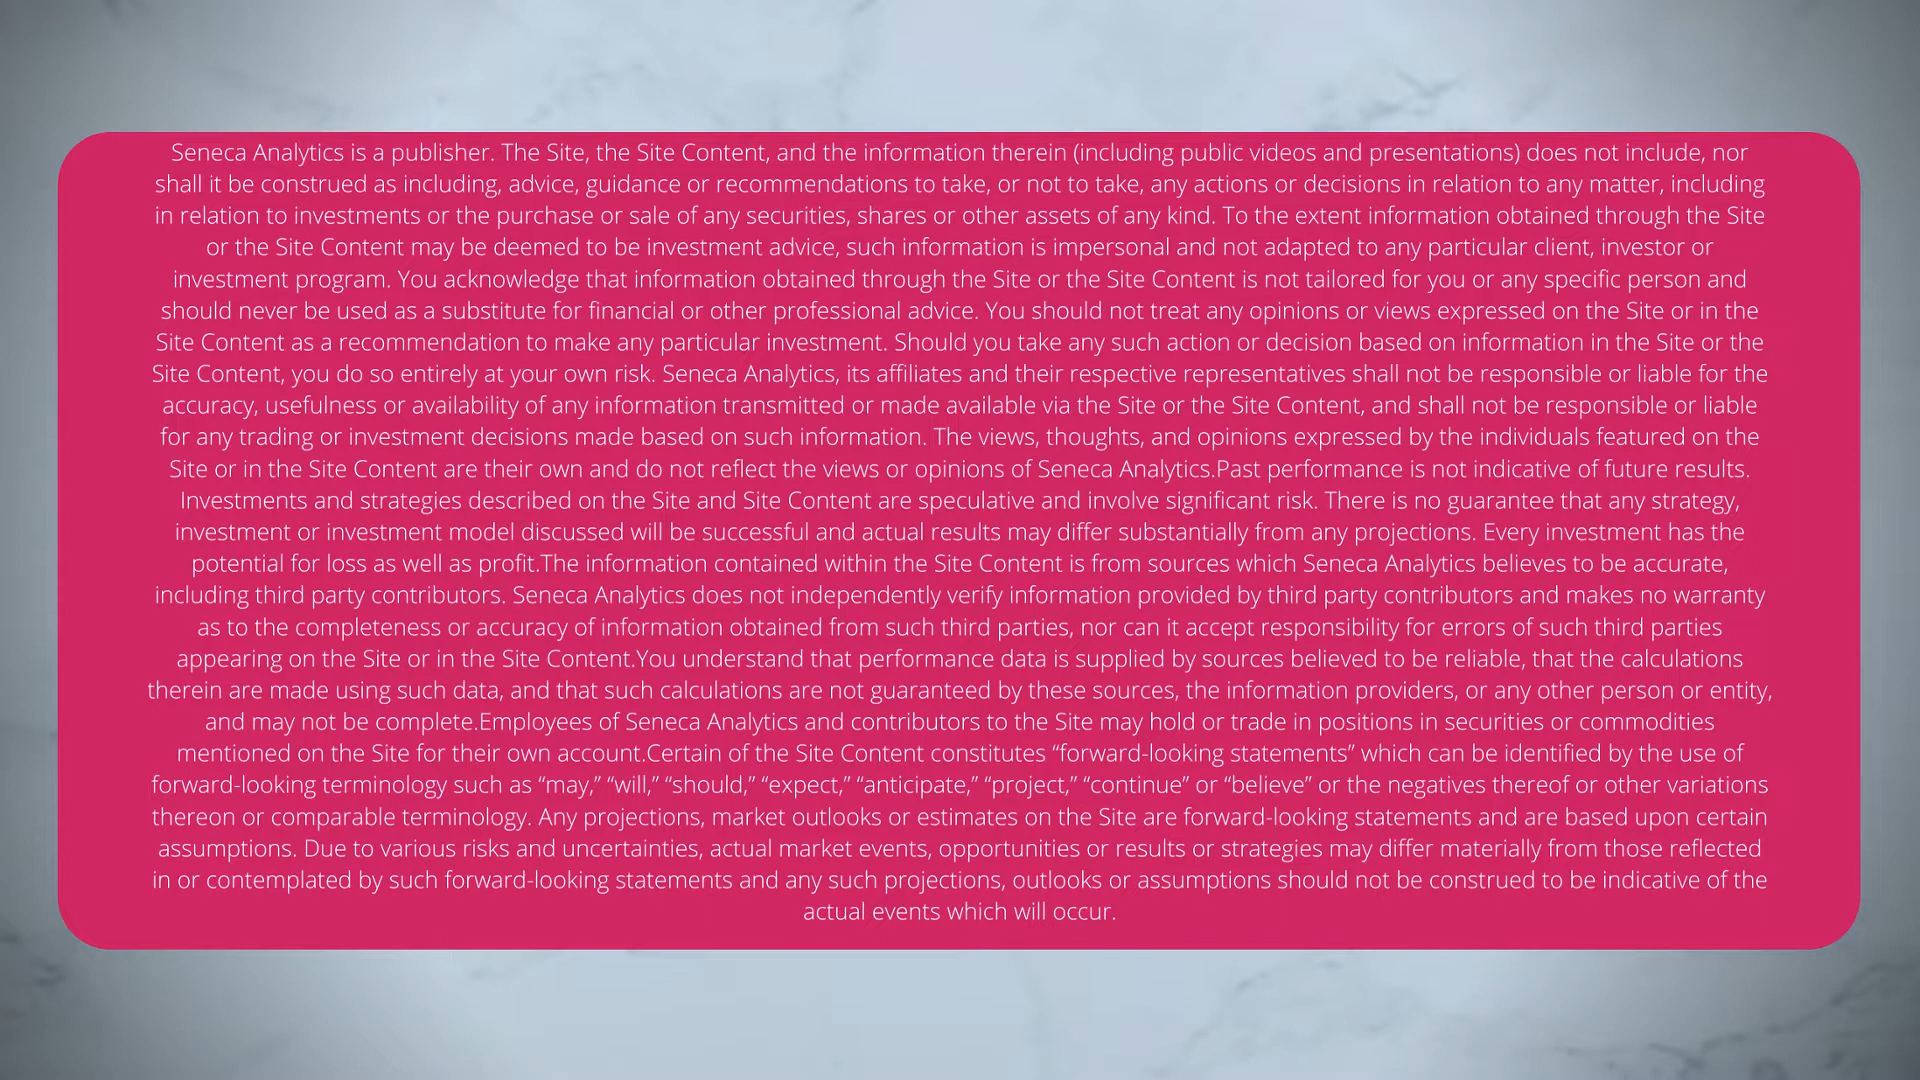 Seneca Analytics is a publisher. The Site, the Site Content, and the information therein (including public videos and presentations) does not include, nor
shall it be construed as including, advice, guidance or recommendations to take, or not to take, any actions or decisions in relation to any matter, including
in relation to investments or the purchase or sale of any securities, shares or other assets of any kind. To the extent information obtained through the Site
or the Site Content may be deemed to be investment advice, such information is impersonal and not adapted to any particular client, investor or
investment program. You acknowledge that information obtained through the Site or the Site Content is not tailored for you or any specific person and
should never be used as a substitute for financial or other professional advice. You should not treat any opinions or views expressed on the Site or in the
Site Content as a recommendation to make any particular investment. Should you take any such action or decision based on information in the Site or the
Site Content, you do so entirely at your own risk. Seneca Analytics, its affiliates and their respective representatives shall not be responsible or liable for the
accuracy, usefulness or availability of any information transmitted or made available via the Site or the Site Content, and shall not be responsible or liable
for any trading or investment decisions made based on such information. The views, thoughts, and opinions expressed by the individuals featured on the
Site or in the Site Content are their own and do not reflect the views or opinions of Seneca Analytics.Past performance is not indicative of future results.
Investments and strategies described on the Site and Site Content are speculative and involve significant risk. There is no guarantee that any strategy,
investment or investment model discussed will be successful and actual results may differ substantially from any projections. Every investment has the
potential for loss as well as profit.The information contained within the Site Content is from sources which Seneca Analytics believes to be accurate,
including third party contributors. Seneca Analytics does not independently verify information provided by third party contributors and makes no warranty
as to the completeness or accuracy of information obtained from such third parties, nor can it accept responsibility for errors of such third parties
appearing on the Site or in the Site Content.You understand that performance data is supplied by sources believed to be reliable, that the calculations
therein are made using such data, and that such calculations are not guaranteed by these sources, the information providers, or any other person or entity,
and may not be complete.Employees of Seneca Analytics and contributors to the Site may hold or trade in positions in securities or commodities
mentioned on the Site for their own account.Certain of the Site Content constitutes “forward-looking statements” which can be identified by the use of
forward-looking terminology such as “may,” “will,” “should,” “expect,” “anticipate,” “project,” “continue” or “believe” or the negatives thereof or other variations
thereon or comparable terminology. Any projections, market outlooks or estimates on the Site are forward-looking statements and are based upon certain
assumptions. Due to various risks and uncertainties, actual market events, opportunities or results or strategies may differ materially from those reflected
in or contemplated by such forward-looking statements and any such projections, outlooks or assumptions should not be construed to be indicative of the
actual events which will occur.